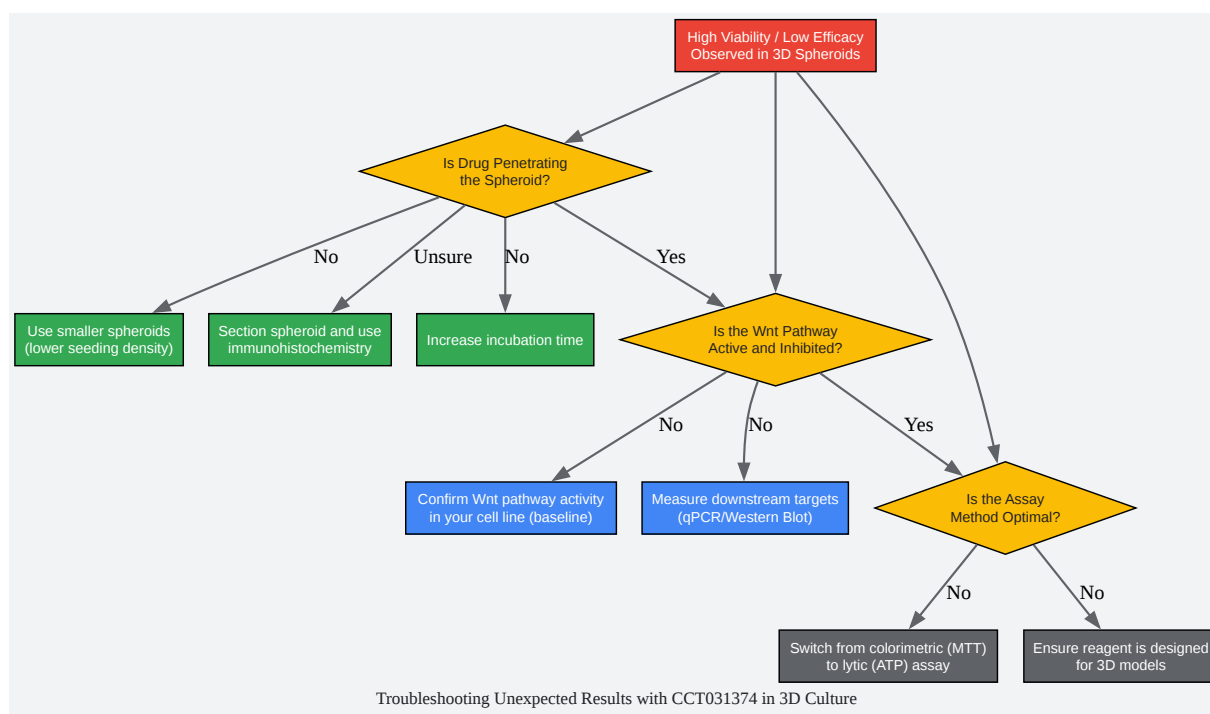 High Viability / Low Efficacy
Observed in 3D Spheroids
Is Drug Penetrating
the Spheroid?
No
Unsure
No
Yes
Use smaller spheroids
(lower seeding density)
Section spheroid and use
immunohistochemistry
Increase incubation time
Is the Wnt Pathway
Active and Inhibited?
No
No
Yes
Confirm Wnt pathway activity
in your cell line (baseline)
Measure downstream targets
(qPCR/Western Blot)
Is the Assay
Method Optimal?
No
No
Switch from colorimetric (MTT)
to lytic (ATP) assay
Ensure reagent is designed
for 3D models
Troubleshooting Unexpected Results with CCT031374 in 3D Culture